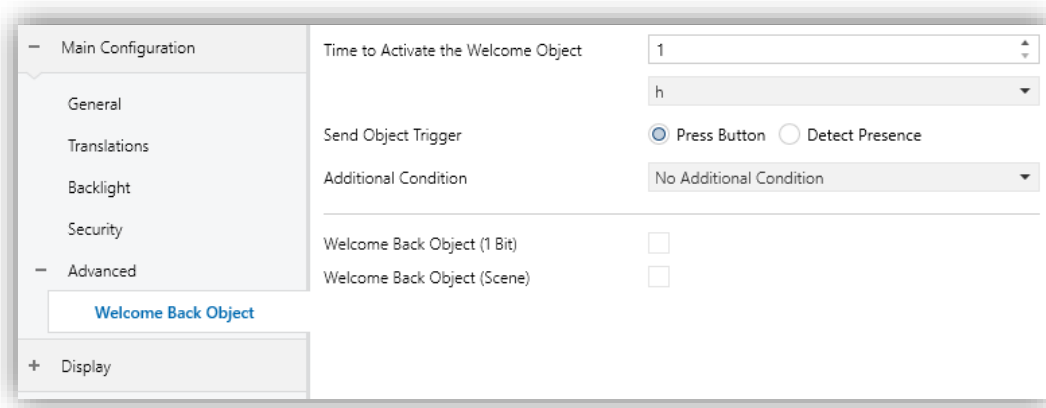 − Main Configuration
General
Translations
Backlight
Security
− Advanced
Welcome Back Object
+ Display
Time to Activate the Welcome Object 1
h
Send Object Trigger Press Button Detect Presence
Additional Condition No Additional Condition
Welcome Back Object (1 Bit)
Welcome Back Object (Scene)